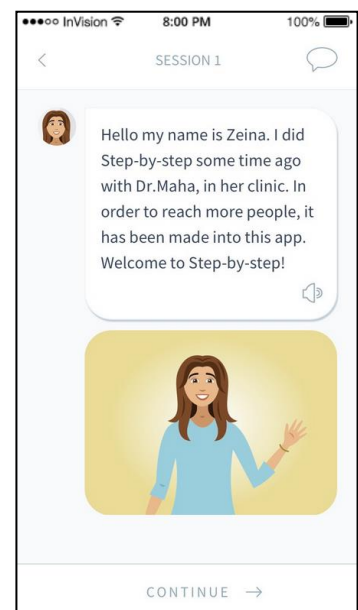 ●●●○○ InVision 8:00 PM 100%
SESSION 1
Hello my name is Zeina. I did
Step-by-step some time ago
with Dr.Maha, in her clinic. In
order to reach more people, it
has been made into this app.
Welcome to Step-by-step!
CONTINUE →